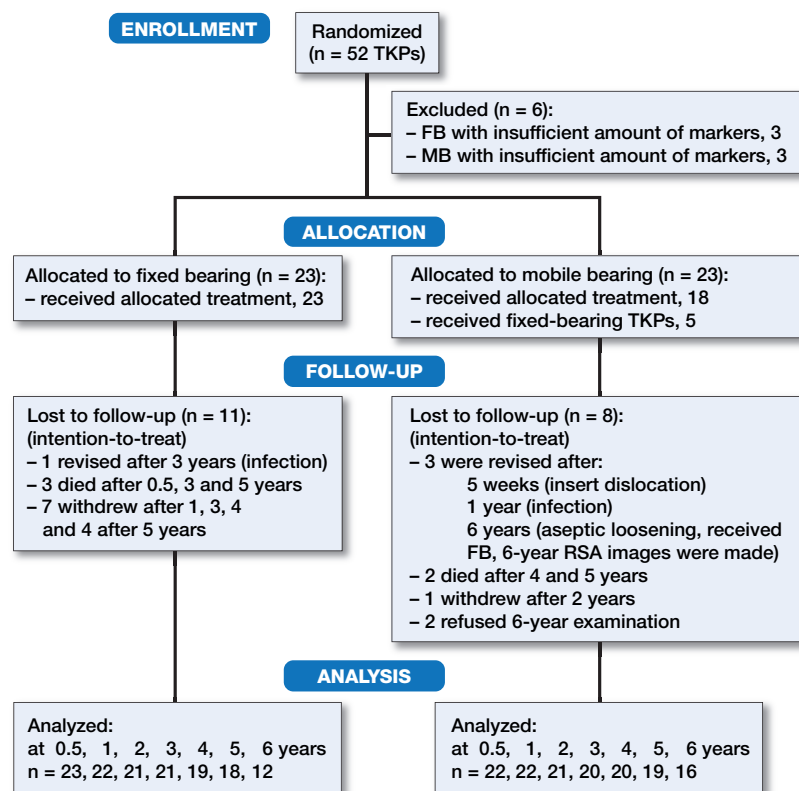 ENROLLMENT
Randomized
(n = 52 TKPs)
Excluded (n = 6):
– FB with insufficient amount of markers, 3
– MB with insufficient amount of markers, 3
ALLOCATION
Allocated to fixed bearing (n = 23):
– received allocated treatment, 23
Allocated to mobile bearing (n = 23):
– received allocated treatment, 18
– received fixed-bearing TKPs, 5
FOLLOW-UP
Lost to follow-up (n = 11):
(intention-to-treat)
– 1 revised after 3 years (infection)
– 3 died after 0.5, 3 and 5 years
– 7 withdrew after 1, 3, 4
and 4 after 5 years
Lost to follow-up (n = 8):
(intention-to-treat)
– 3 were revised after:
5 weeks (insert dislocation)
1 year (infection)
6 years (aseptic loosening, received
FB, 6-year RSA images were made)
– 2 died after 4 and 5 years
– 1 withdrew after 2 years
– 2 refused 6-year examination
ANALYSIS
Analyzed:
at 0.5, 1, 2, 3, 4, 5, 6 years
n = 23, 22, 21, 21, 19, 18, 12
Analyzed:
at 0.5, 1, 2, 3, 4, 5, 6 years
n = 22, 22, 21, 20, 20, 19, 16